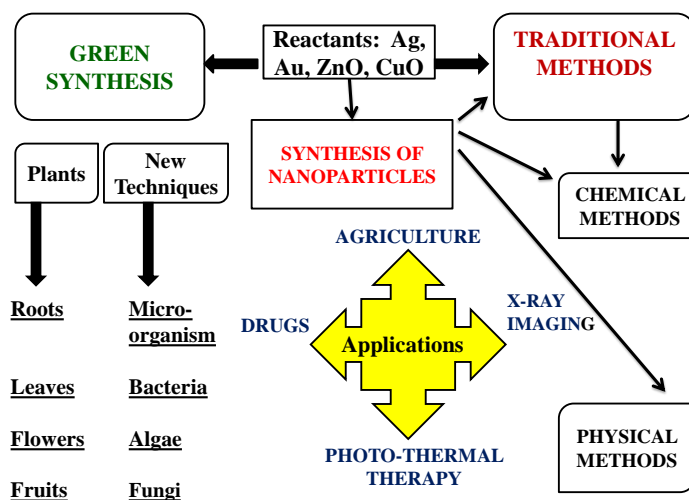 GREEN
SYNTHESIS
Reactants: Ag,
Au, ZnO, CuO
TRADITIONAL
METHODS
SYNTHESIS OF
NANOPARTICLES
Plants
New
Techniques
CHEMICAL
METHODS
Roots
Leaves
Flowers
Fruits
Micro-
organism
Bacteria
Algae
Fungi
AGRICULTURE
DRUGS
Applications
X-RAY
IMAGING
PHOTO-THERMAL
THERAPY
PHYSICAL
METHODS